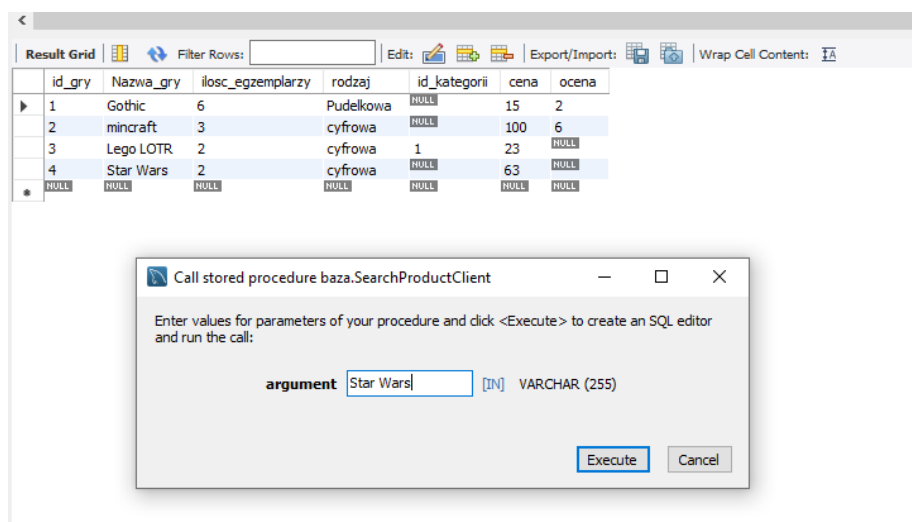 Result Grid Filter Rows: Edit: Export/Import: Wrap Cell Content: IA
id_gry Nazwa_gry ilosc_egzemplarzy rodzaj id_kategorii cena ocena
1 Gothic 6 Pudelkowa NULL 15 2
2 mincraft 3 cyfrowa NULL 100 6
3 Lego LOTR 2 cyfrowa 1 23 NULL
4 Star Wars 2 cyfrowa NULL 63 NULL
NULL NULL NULL NULL NULL NULL NULL
Call stored procedure baza.SearchProductClient
Enter values for parameters of your procedure and click <Execute> to create an SQL editor
and run the call:
argument Star Wars [IN] VARCHAR (255)
Execute Cancel